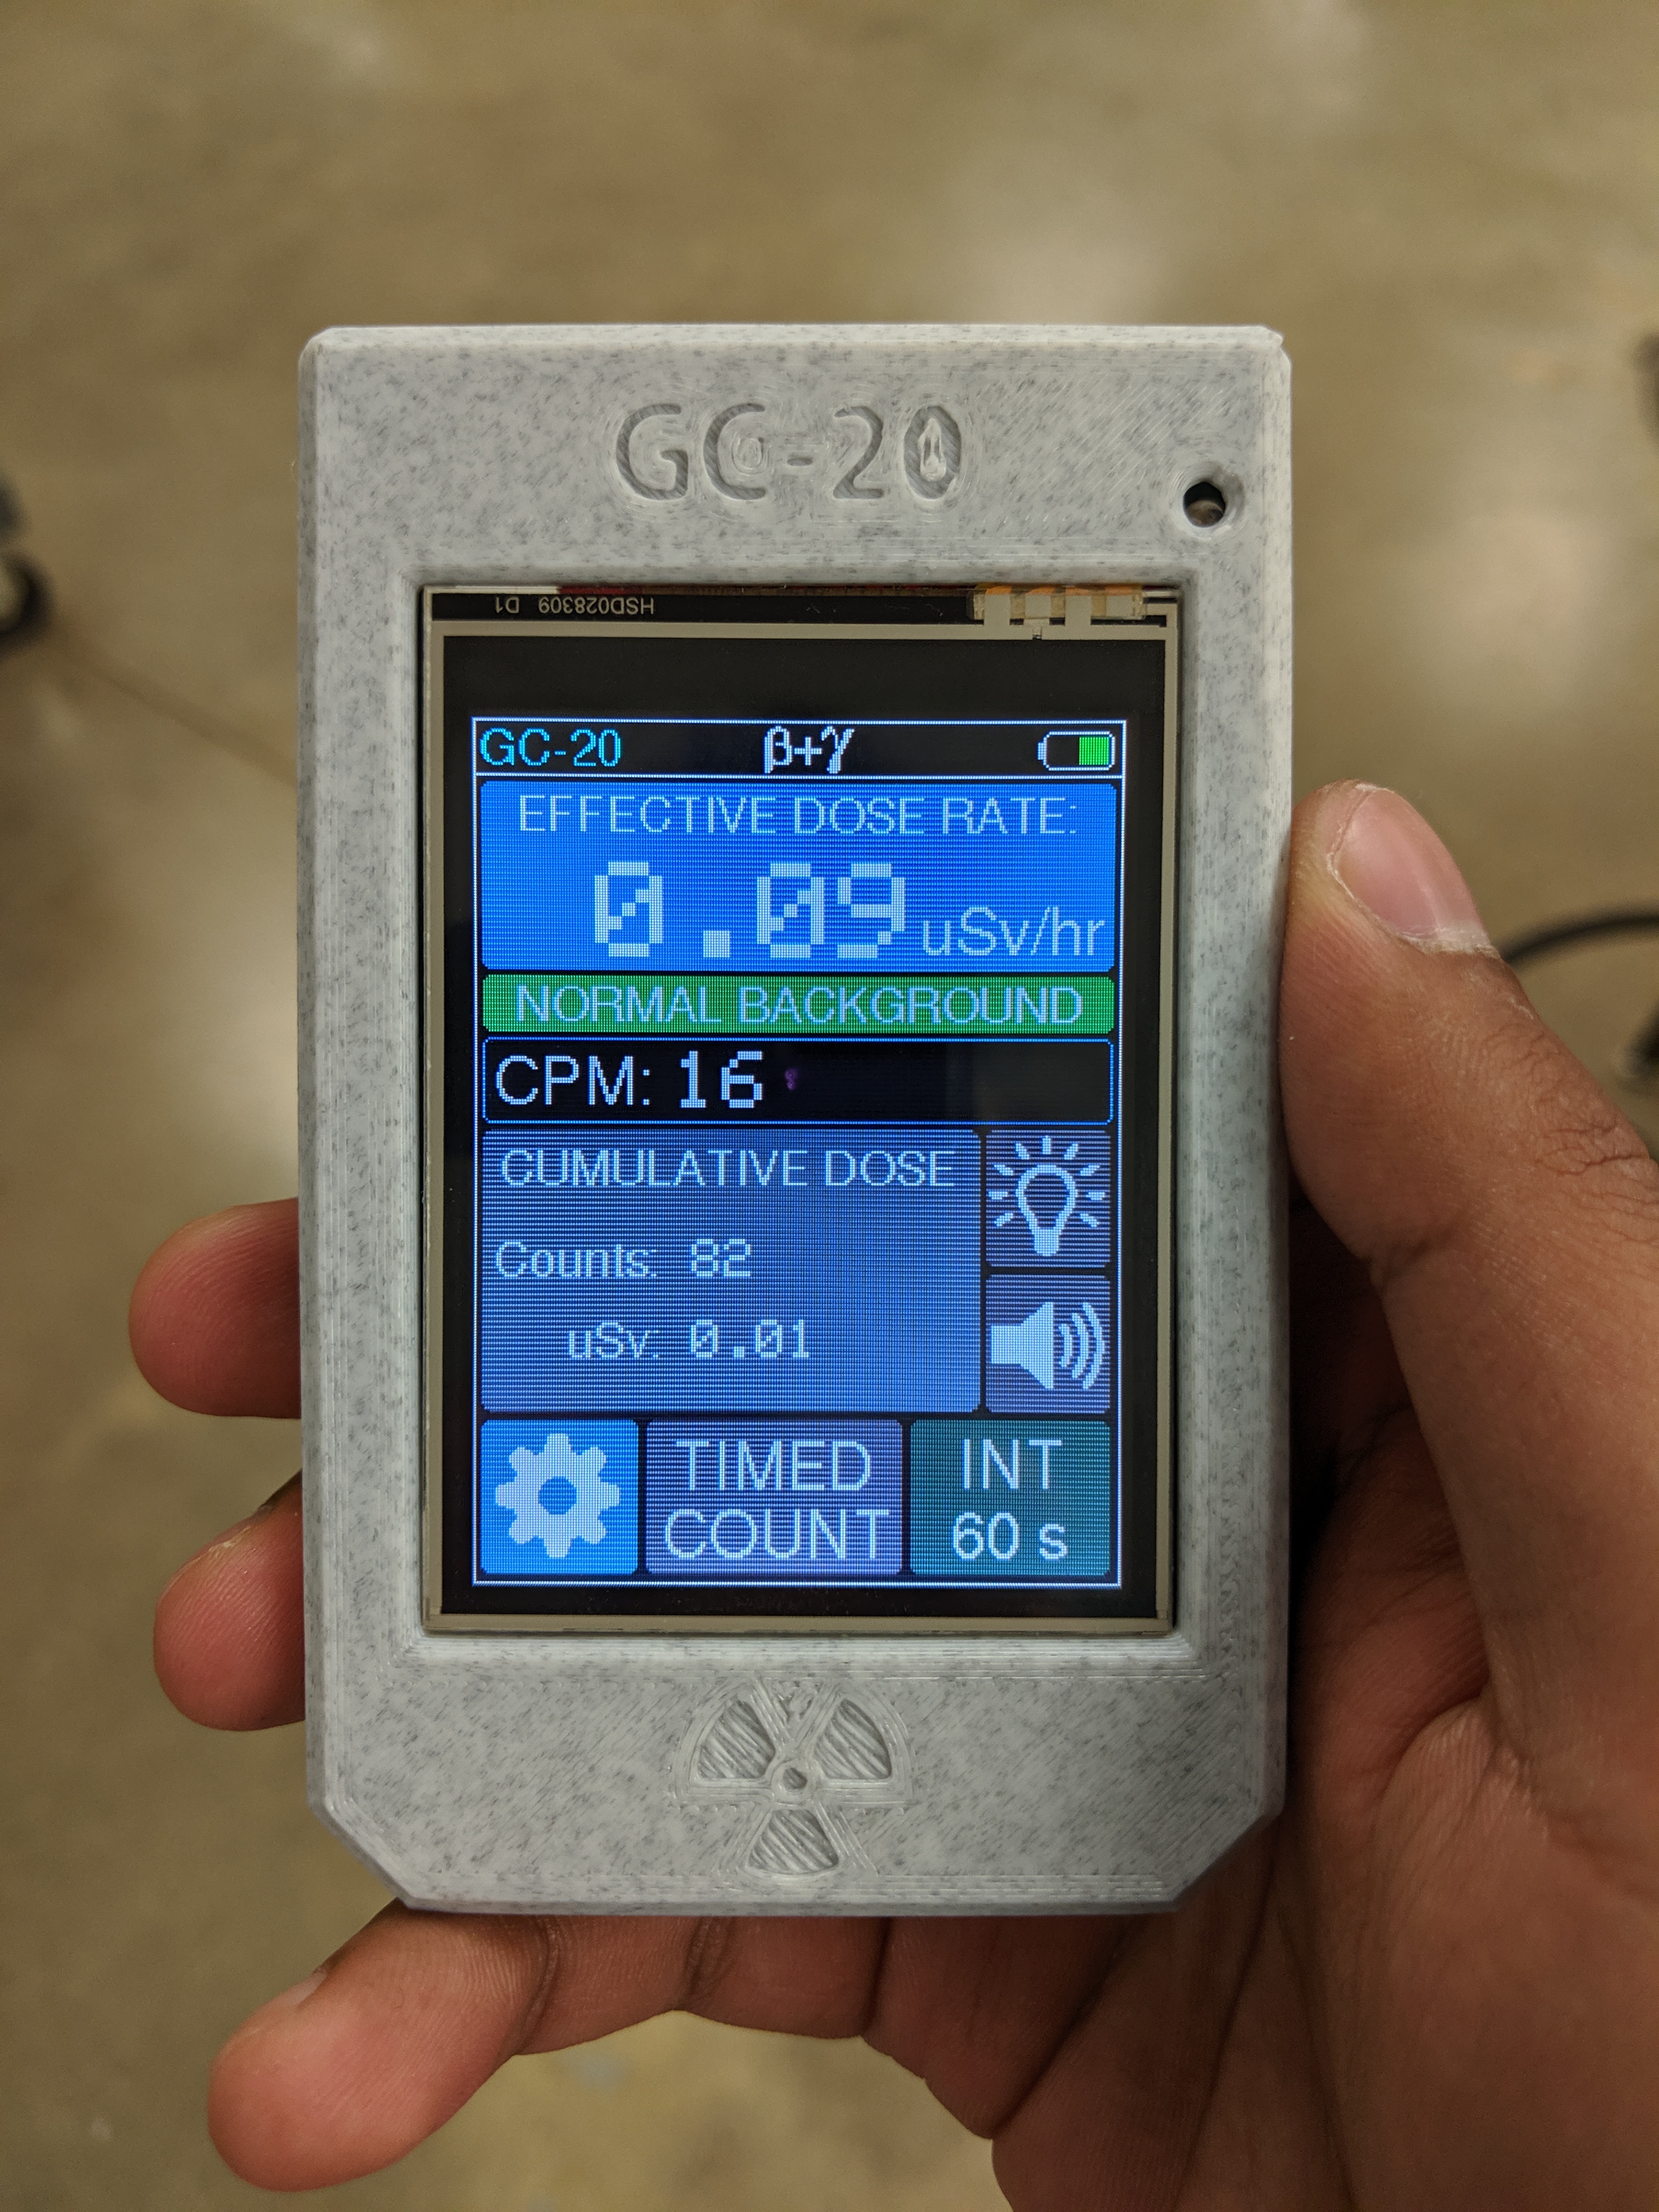 GC-20
HSD028309 D1
GC-20 β+γ
EFFECTIVE DOSE RATE:
0.09 uSv/hr
NORMAL BACKGROUND
CPM: 16
CUMULATIVE DOSE
Counts: 82
uSv: 0.01
TIMED
COUNT
INT
60 s